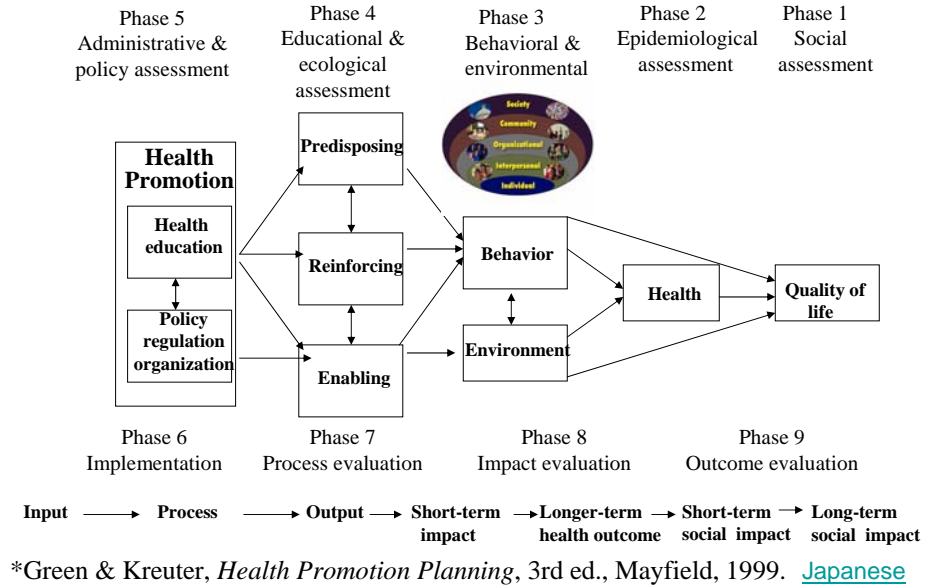 Phase 5
Administrative &
policy assessment
Phase 4
Educational &
ecological
assessment
Phase 3
Behavioral &
environmental
Phase 2
Epidemiological
assessment
Phase 1
Social
assessment
Society
Community
Organizational
Interpersonal
Individual
Health
Promotion
Health
education
Policy
regulation
organization
Predisposing
Reinforcing
Enabling
Behavior
Environment
Health
Quality of
life
Phase 6
Implementation
Phase 7
Process evaluation
Phase 8
Impact evaluation
Phase 9
Outcome evaluation
Input
Process
Output
Short-term
impact
Longer-term
health outcome
Short-term
social impact
Long-term
social impact
*Green & Kreuter, Health Promotion Planning, 3rd ed., Mayfield, 1999. Japanese